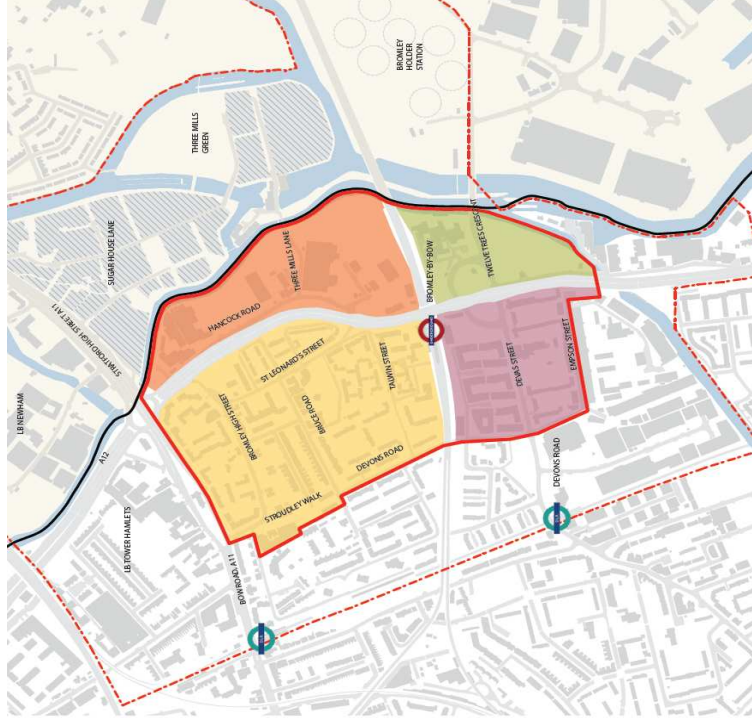 BROMLEY
HOLDER
STATION
THREE MILLS
GREEN
SUGAR HOUSE LANE
STRATFORD HIGH STREET A11
LB NEWHAM
A12
LB TOWER HAMLETS
BOW ROAD, A11
HANCOCK ROAD
THREE MILLS LANE
BROMLEY-BY-BOW
TWELVE TREES CRESCENT
ST LEONARD'S STREET
BROMLEY HIGH STREET
BRUCE ROAD
TALWIN STREET
DEVONS ROAD
STROUDLEY WALK
DEVAS STREET
EMPSON STREET
DEVONS ROAD